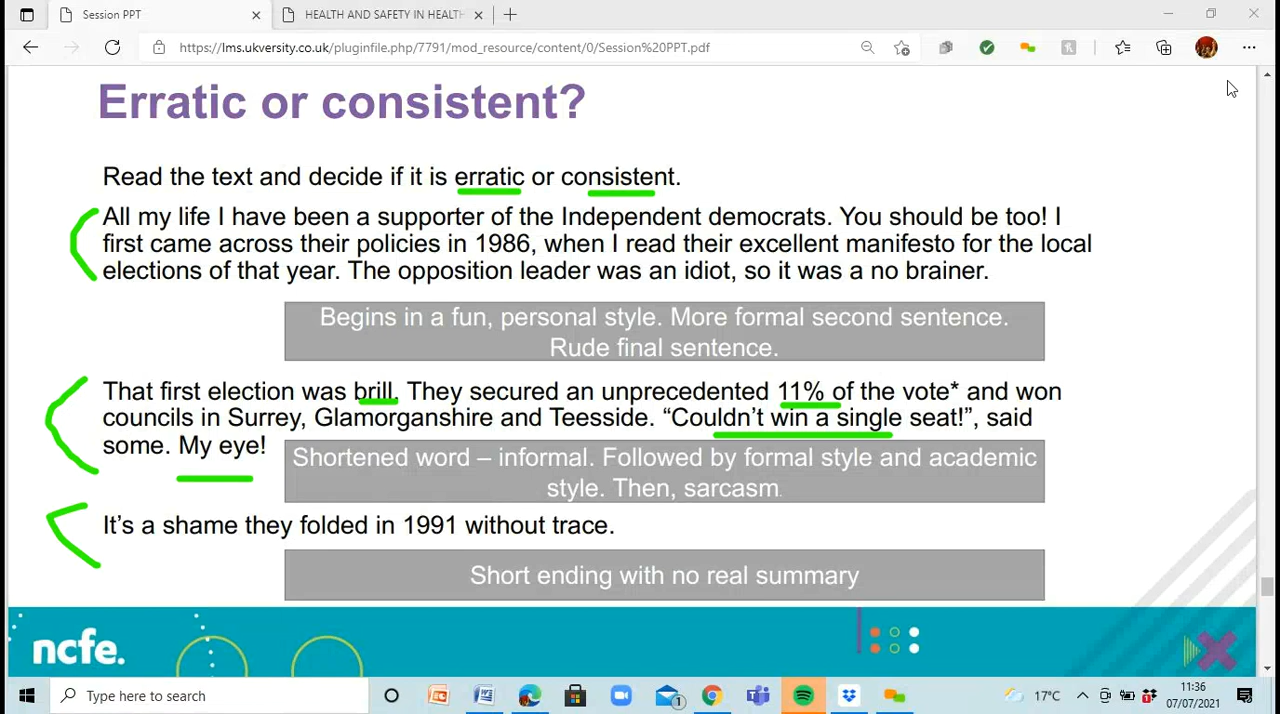 Session PPT
HEALTH AND SAFETY IN HEALTH
https://lms.ukversity.co.uk/pluginfile.php/7791/mod_resource/content/0/Session%20PPT.pdf
Erratic or consistent?
Read the text and decide if it is erratic or consistent.
All my life I have been a supporter of the Independent democrats. You should be too! I
first came across their policies in 1986, when I read their excellent manifesto for the local
elections of that year. The opposition leader was an idiot, so it was a no brainer.
Begins in a fun, personal style. More formal second sentence.
Rude final sentence.
That first election was brill. They secured an unprecedented 11% of the vote* and won
councils in Surrey, Glamorganshire and Teesside. “Couldn’t win a single seat!”, said
some. My eye!
Shortened word – informal. Followed by formal style and academic
style. Then, sarcasm.
It’s a shame they folded in 1991 without trace.
Short ending with no real summary
ncfe.
Type here to search
1
17°C
11:36
07/07/2021